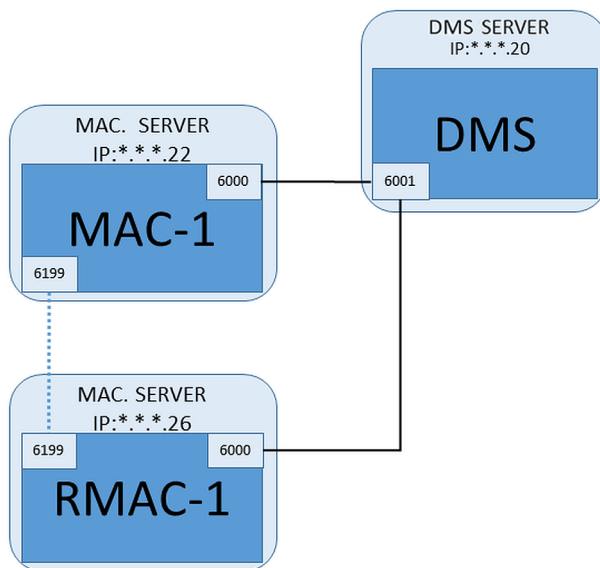 DMS SERVER
IP:*.*.*.20
DMS
6001
MAC. SERVER
IP:*.*.*.22
6000
MAC-1
6199
MAC. SERVER
IP:*.*.*.26
6199
6000
RMAC-1